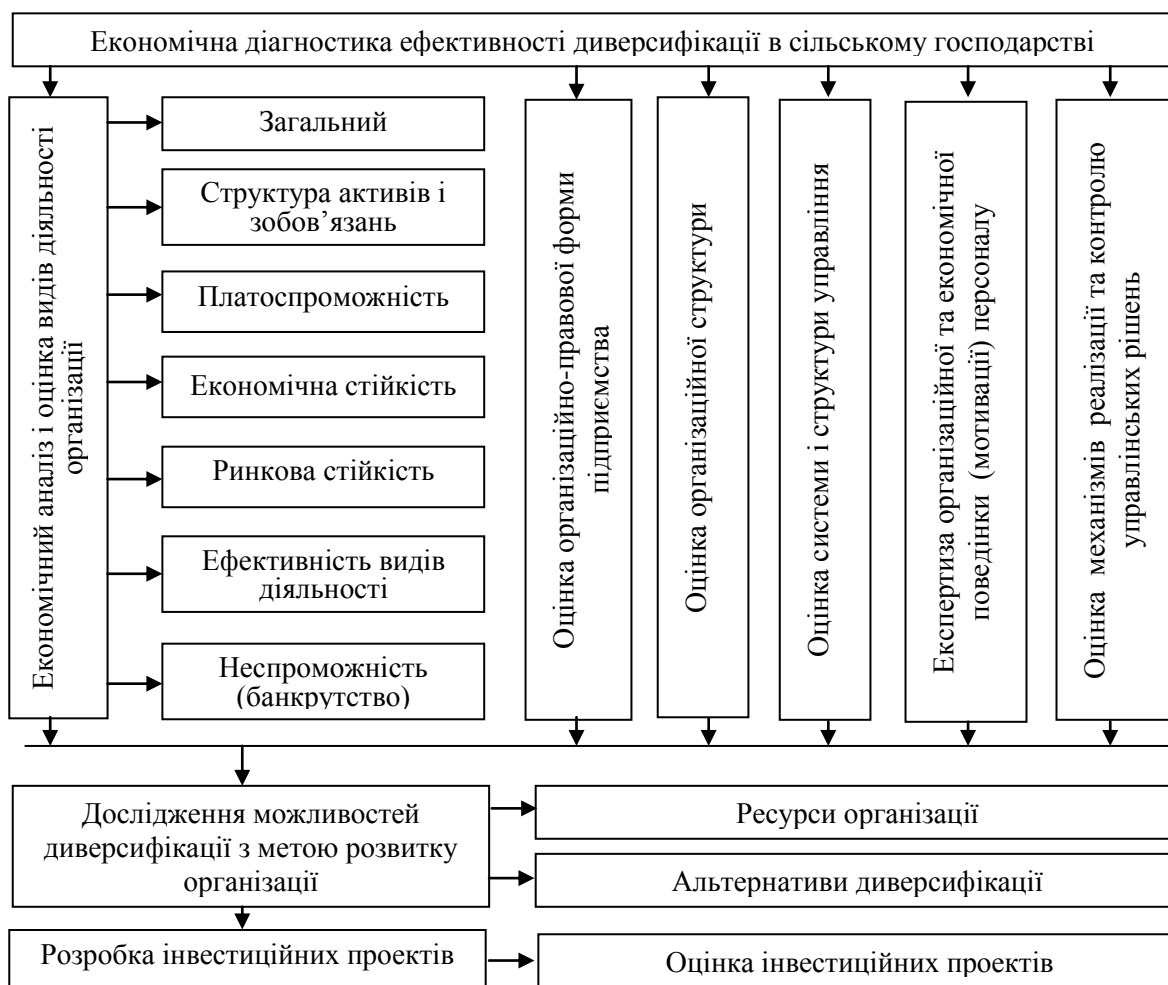 Економічна діагностика ефективності диверсифікації в сільському господарстві
Економічний аналіз і оцінка видів діяльності
організації
Загальний
Структура активів і
зобов’язань
Платоспроможність
Економічна стійкість
Ринкова стійкість
Ефективність видів
діяльності
Неспроможність
(банкрутство)
Оцінка організаційно-правової форми
підприємства
Оцінка організаційної структури
Оцінка системи і структури управління
Експертиза організаційної та економічної
поведінки (мотивації) персоналу
Оцінка механізмів реалізації та контролю
управлінських рішень
Дослідження можливостей
диверсифікації з метою розвитку
організації
Ресурси організації
Альтернативи диверсифікації
Розробка інвестиційних проектів
Оцінка інвестиційних проектів